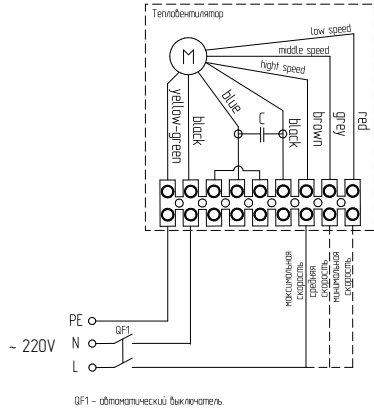 Тепловентилятор
low speed
middle speed
hight speed
M
yellow-green
black
blue
C
black
brown
grey
red
максимальная скорость
средняя скорость
минимальная скорость
PE
QF1
~ 220V
N
L
QF1 - автоматический выключатель.